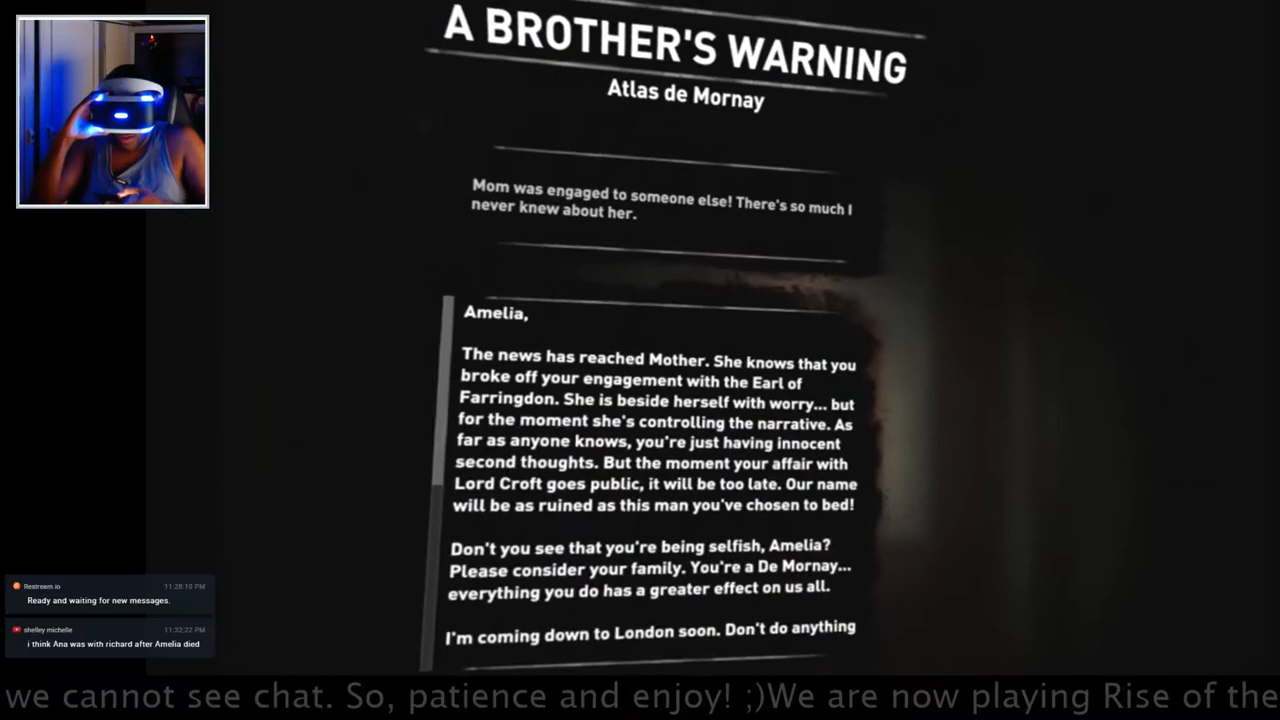 A BROTHER'S WARNING
Atlas de Mornay
Mom was engaged to someone else! There's so much I
never knew about her.
Amelia,
The news has reached Mother. She knows that you
broke off your engagement with the Earl of
Farringdon. She is beside herself with worry... but
for the moment she's controlling the narrative. As
far as anyone knows, you're just having innocent
second thoughts. But the moment your affair with
Lord Croft goes public, it will be too late. Our name
will be as ruined as this man you've chosen to bed!
Don't you see that you're being selfish, Amelia?
Please consider your family. You're a De Mornay...
everything you do has a greater effect on us all.
I'm coming down to London soon. Don't do anything
Restream.io 11:28:10 PM
Ready and waiting for new messages.
shelley michelle 11:32:22 PM
i think Ana was with richard after Amelia died
we cannot see chat. So, patience and enjoy! ;)We are now playing Rise of the